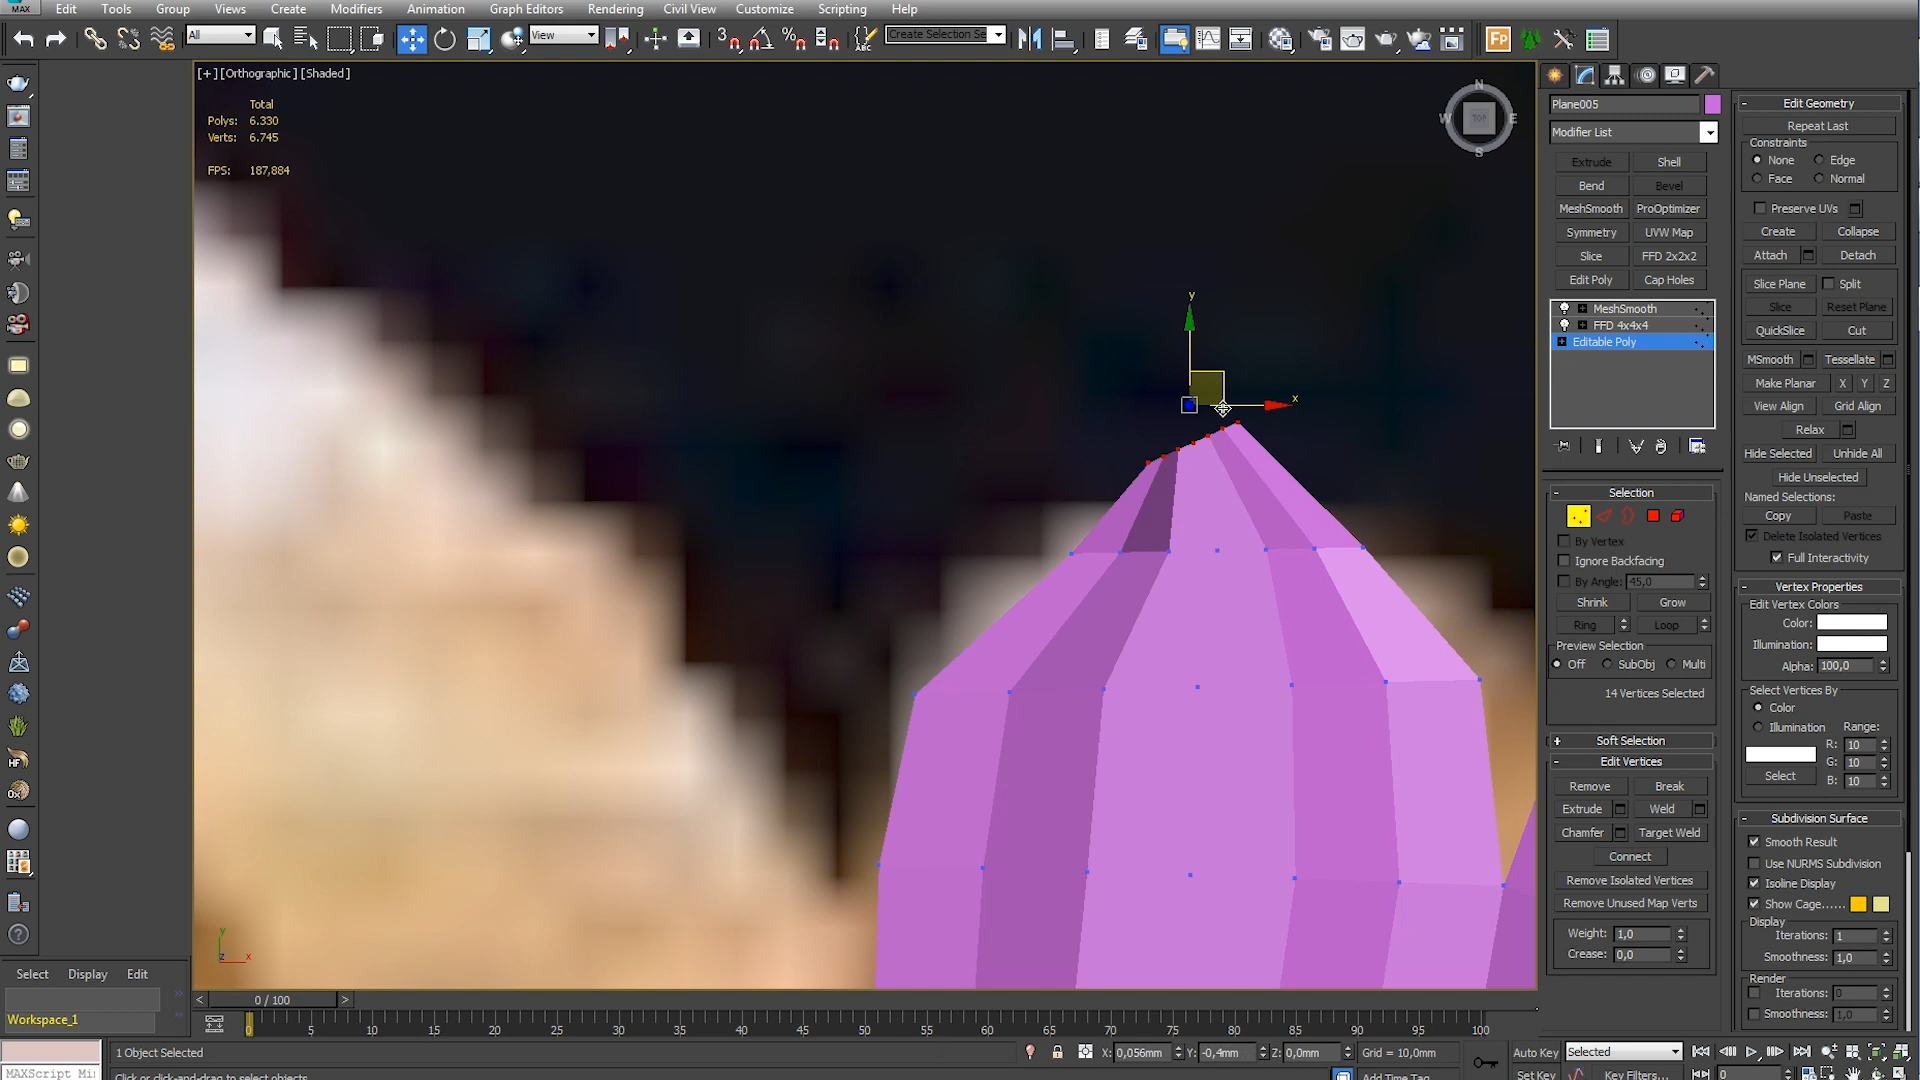 MAX Edit Tools Group Views Create Modifiers Animation Graph Editors Rendering Civil View Customize Scripting Help
All View 3 % ABC Create Selection Se Fp
[+] [Orthographic] [Shaded]
Total
Polys: 6.330
Verts: 6.745
FPS: 187,884
N
W TOP E
S
y
x
HF
Ox
y
z x
Select Display Edit
Workspace_1
< 0 / 100 >
0 5 10 15 20 25 30 35 40 45 50 55 60 65 70 75 80 85 90 95 100
1 Object Selected
X: 0,056mm Y: -0,4mm Z: 0,0mm Grid = 10,0mm Auto Key Selected
MAXScript Mi
Click or click-and-drag to select objects
Add Time Tag Set Key Key Filters... 0
Plane005
Modifier List
Extrude Shell
Bend Bevel
MeshSmooth ProOptimizer
Symmetry UVW Map
Slice FFD 2x2x2
Edit Poly Cap Holes
MeshSmooth
FFD 4x4x4
Editable Poly
- Selection
By Vertex
Ignore Backfacing
By Angle: 45,0
Shrink Grow
Ring Loop
Preview Selection
Off SubObj Multi
14 Vertices Selected
+ Soft Selection
- Edit Vertices
Remove Break
Extrude Weld
Chamfer Target Weld
Connect
Remove Isolated Vertices
Remove Unused Map Verts
Weight: 1,0
Crease: 0,0
- Edit Geometry
Repeat Last
Constraints
None Edge
Face Normal
Preserve UVs
Create Collapse
Attach Detach
Slice Plane Split
Slice Reset Plane
QuickSlice Cut
MSmooth Tessellate
Make Planar X Y Z
View Align Grid Align
Relax
Hide Selected Unhide All
Hide Unselected
Named Selections:
Copy Paste
Delete Isolated Vertices
Full Interactivity
- Vertex Properties
Edit Vertex Colors
Color:
Illumination:
Alpha: 100,0
Select Vertices By
Color
Illumination Range:
R: 10
G: 10
Select B: 10
- Subdivision Surface
Smooth Result
Use NURMS Subdivision
Isoline Display
Show Cage......
Display
Iterations: 1
Smoothness: 1,0
Render
Iterations: 0
Smoothness: 1,0